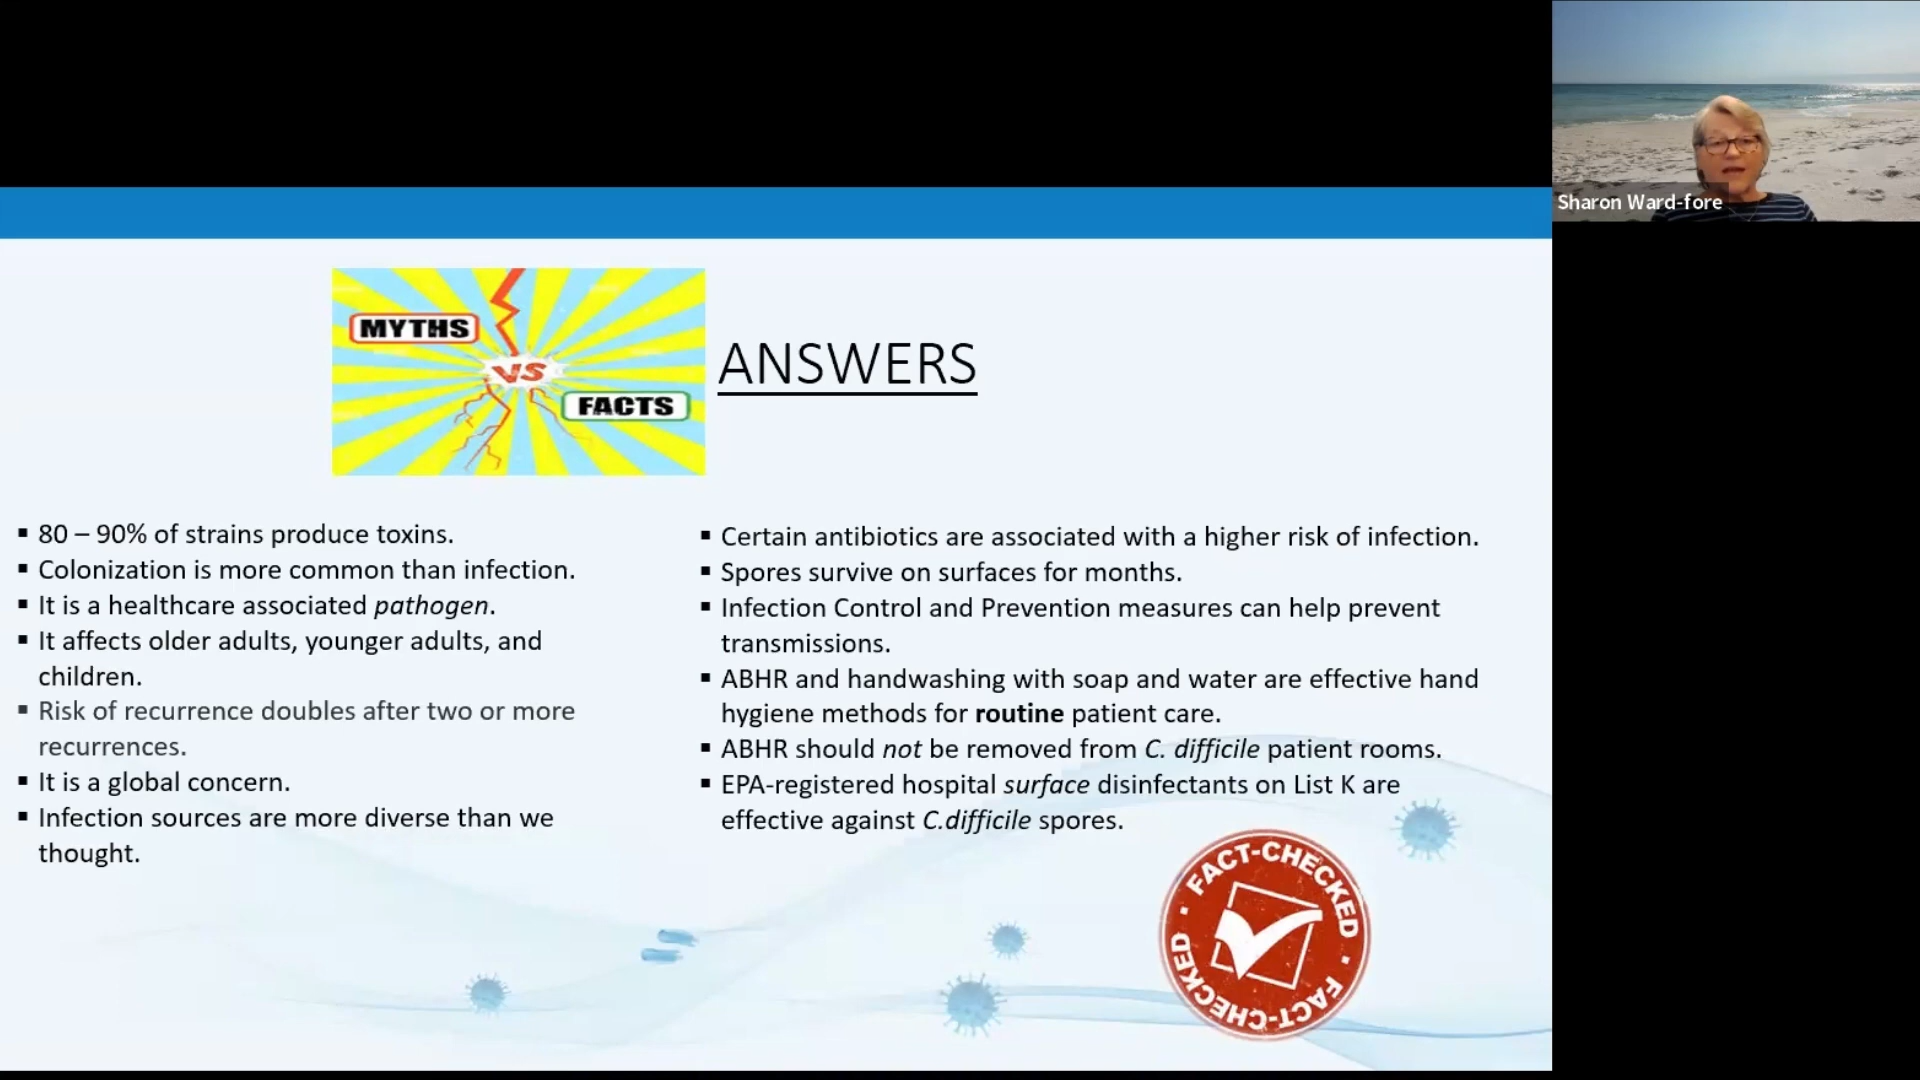 Sharon Ward-fore
MYTHS
VS
FACTS
ANSWERS
▪ 80 – 90% of strains produce toxins.
▪ Colonization is more common than infection.
▪ It is a healthcare associated pathogen.
▪ It affects older adults, younger adults, and
children.
▪ Risk of recurrence doubles after two or more
recurrences.
▪ It is a global concern.
▪ Infection sources are more diverse than we
thought.
▪ Certain antibiotics are associated with a higher risk of infection.
▪ Spores survive on surfaces for months.
▪ Infection Control and Prevention measures can help prevent
transmissions.
▪ ABHR and handwashing with soap and water are effective hand
hygiene methods for routine patient care.
▪ ABHR should not be removed from C. difficile patient rooms.
▪ EPA-registered hospital surface disinfectants on List K are
effective against C.difficile spores.
FACT-CHECKED · FACT-CHECKED ·